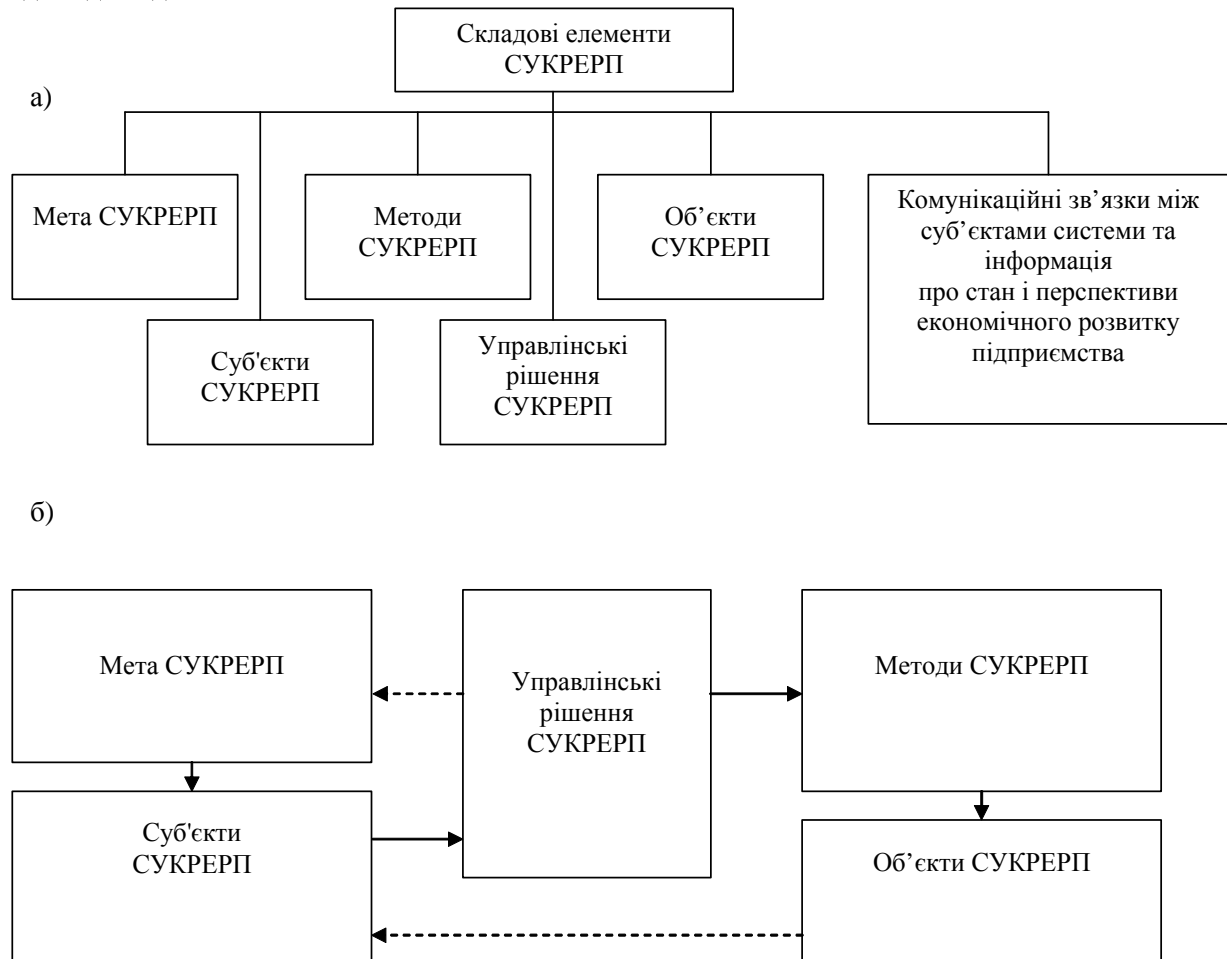 Складові елементи
СУКРЕРП
а)
Мета СУКРЕРП
Методи
СУКРЕРП
Об’єкти
СУКРЕРП
Комунікаційні зв’язки між
суб’єктами системи та
інформація
про стан і перспективи
економічного розвитку
підприємства
Суб'єкти
СУКРЕРП
Управлінські
рішення
СУКРЕРП
б)
Мета СУКРЕРП
Управлінські
рішення
СУКРЕРП
Методи СУКРЕРП
Суб'єкти
СУКРЕРП
Об’єкти СУКРЕРП